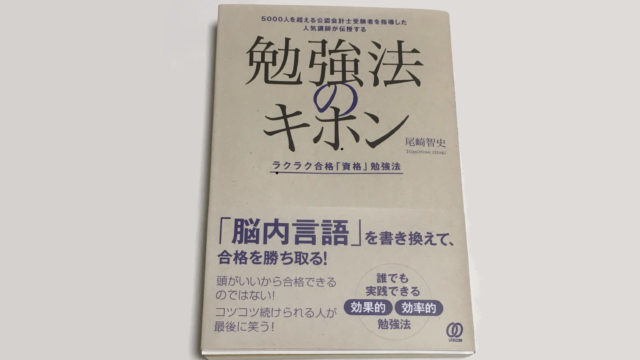 5000人を超える公認会計士受験者を指導した
人気講師が伝授する
勉強法
の
キホン
尾﨑智史
ラクラク合格「資格」勉強法
「脳内言語」を書き換えて、
合格を勝ち取る！
頭がいいから合格できる
のではない！
コツコツ続けられる人が
最後に笑う！
誰でも
実践できる
効果的 効率的
勉強法